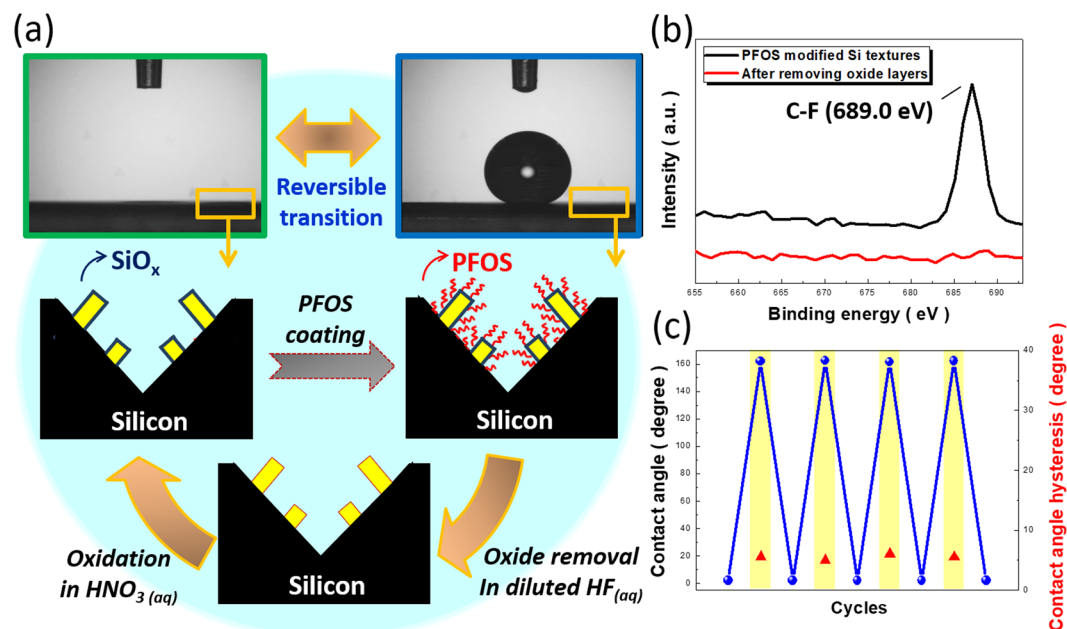 (a)
Reversible
transition
SiOx
PFOS
PFOS
coating
Silicon
Silicon
Silicon
Oxidation
in HNO3 (aq)
Oxide removal
In diluted HF(aq)
(b)
PFOS modified Si textures
After removing oxide layers
C-F (689.0 eV)
Intensity ( a.u. )
655 660 665 670 675 680 685 690
Binding energy ( eV )
(c)
Contact angle ( degree )
160
140
120
100
80
60
40
20
0
Cycles
40
30
20
10
0
Contact angle hysteresis ( degree )